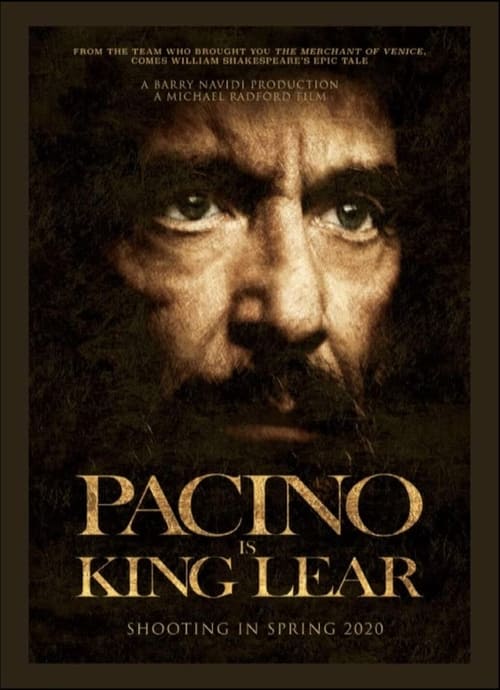 FROM THE TEAM WHO BROUGHT YOU THE MERCHANT OF VENICE,
COMES WILLIAM SHAKESPEARE'S EPIC TALE
A BARRY NAVIDI PRODUCTION
A MICHAEL RADFORD FILM
PACINO
IS
KING LEAR
SHOOTING IN SPRING 2020